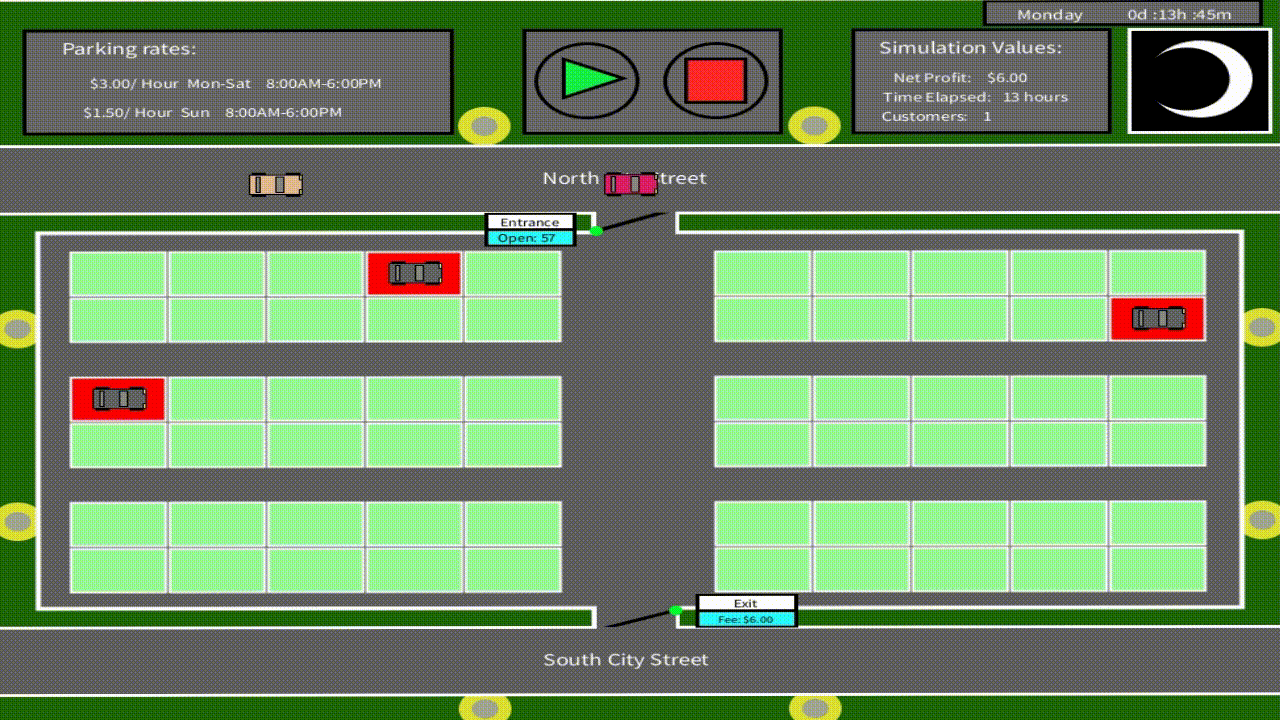 Monday 0d :13h :45m
Parking rates:
$3.00/ Hour Mon-Sat 8:00AM-6:00PM
$1.50/ Hour Sun 8:00AM-6:00PM
Simulation Values:
Net Profit: $6.00
Time Elapsed: 13 hours
Customers: 1
North treet
Entrance
Open: 57
Exit
Fee: $6.00
South City Street